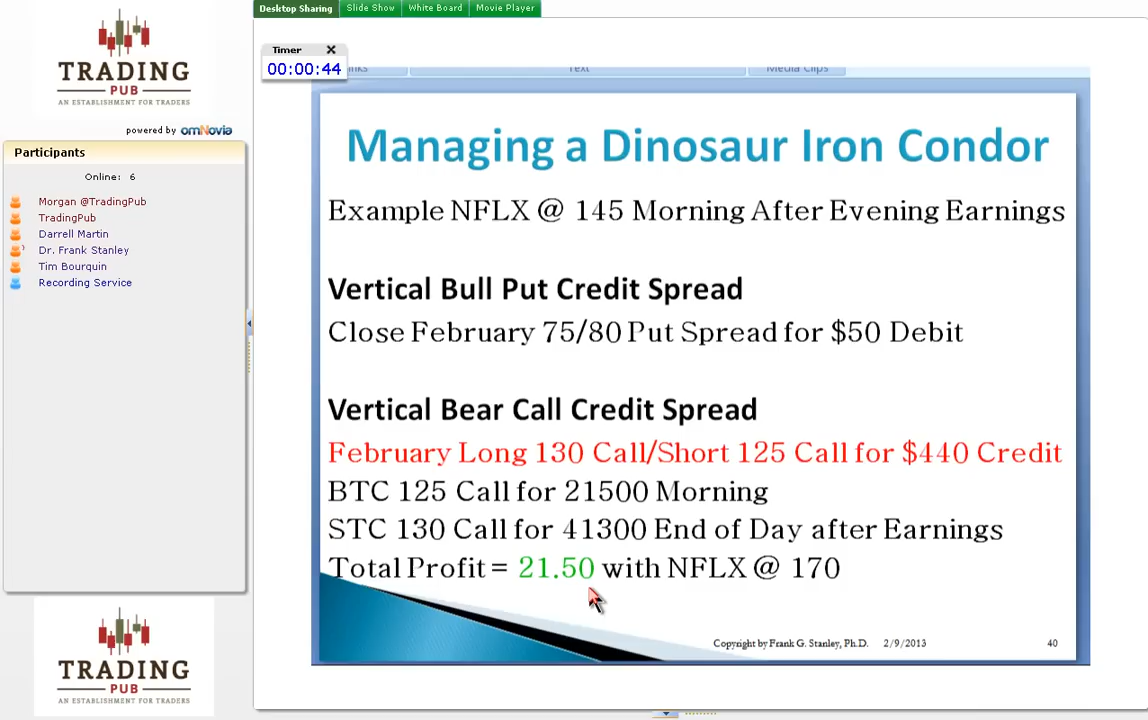 Desktop Sharing
Slide Show
White Board
Movie Player
TRADING
PUB
AN ESTABLISHMENT FOR TRADERS
powered by omNovia
Participants
Online: 6
Morgan @TradingPub
TradingPub
Darrell Martin
Dr. Frank Stanley
Tim Bourquin
Recording Service
TRADING
PUB
AN ESTABLISHMENT FOR TRADERS
Timer
00:00:44
Text
Media Clips
Managing a Dinosaur Iron Condor
Example NFLX @ 145 Morning After Evening Earnings
Vertical Bull Put Credit Spread
Close February 75/80 Put Spread for $50 Debit
Vertical Bear Call Credit Spread
February Long 130 Call/Short 125 Call for $440 Credit
BTC 125 Call for 21500 Morning
STC 130 Call for 41300 End of Day after Earnings
Total Profit = 21.50 with NFLX @ 170
Copyright by Frank G. Stanley, Ph.D. 2/9/2013 40